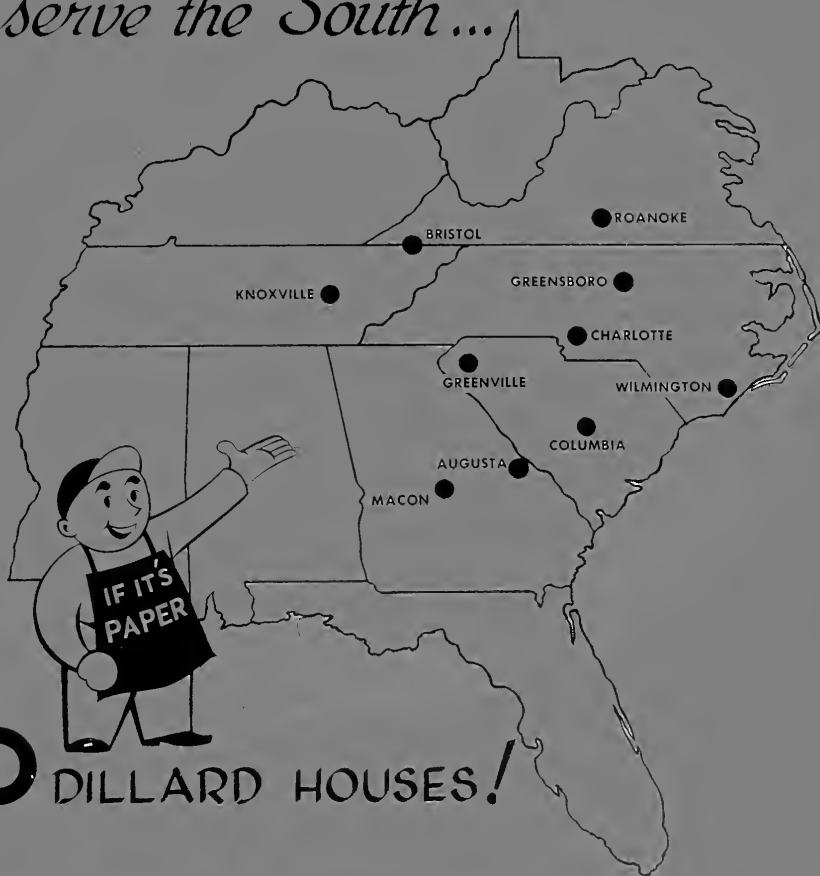 serve the South...
ROANOKE
BRISTOL
GREENSBORO
KNOXVILLE
CHARLOTTE
GREENVILLE
WILMINGTON
COLUMBIA
AUGUSTA
MACON
IF IT'S
PAPER
DILLARD HOUSES!